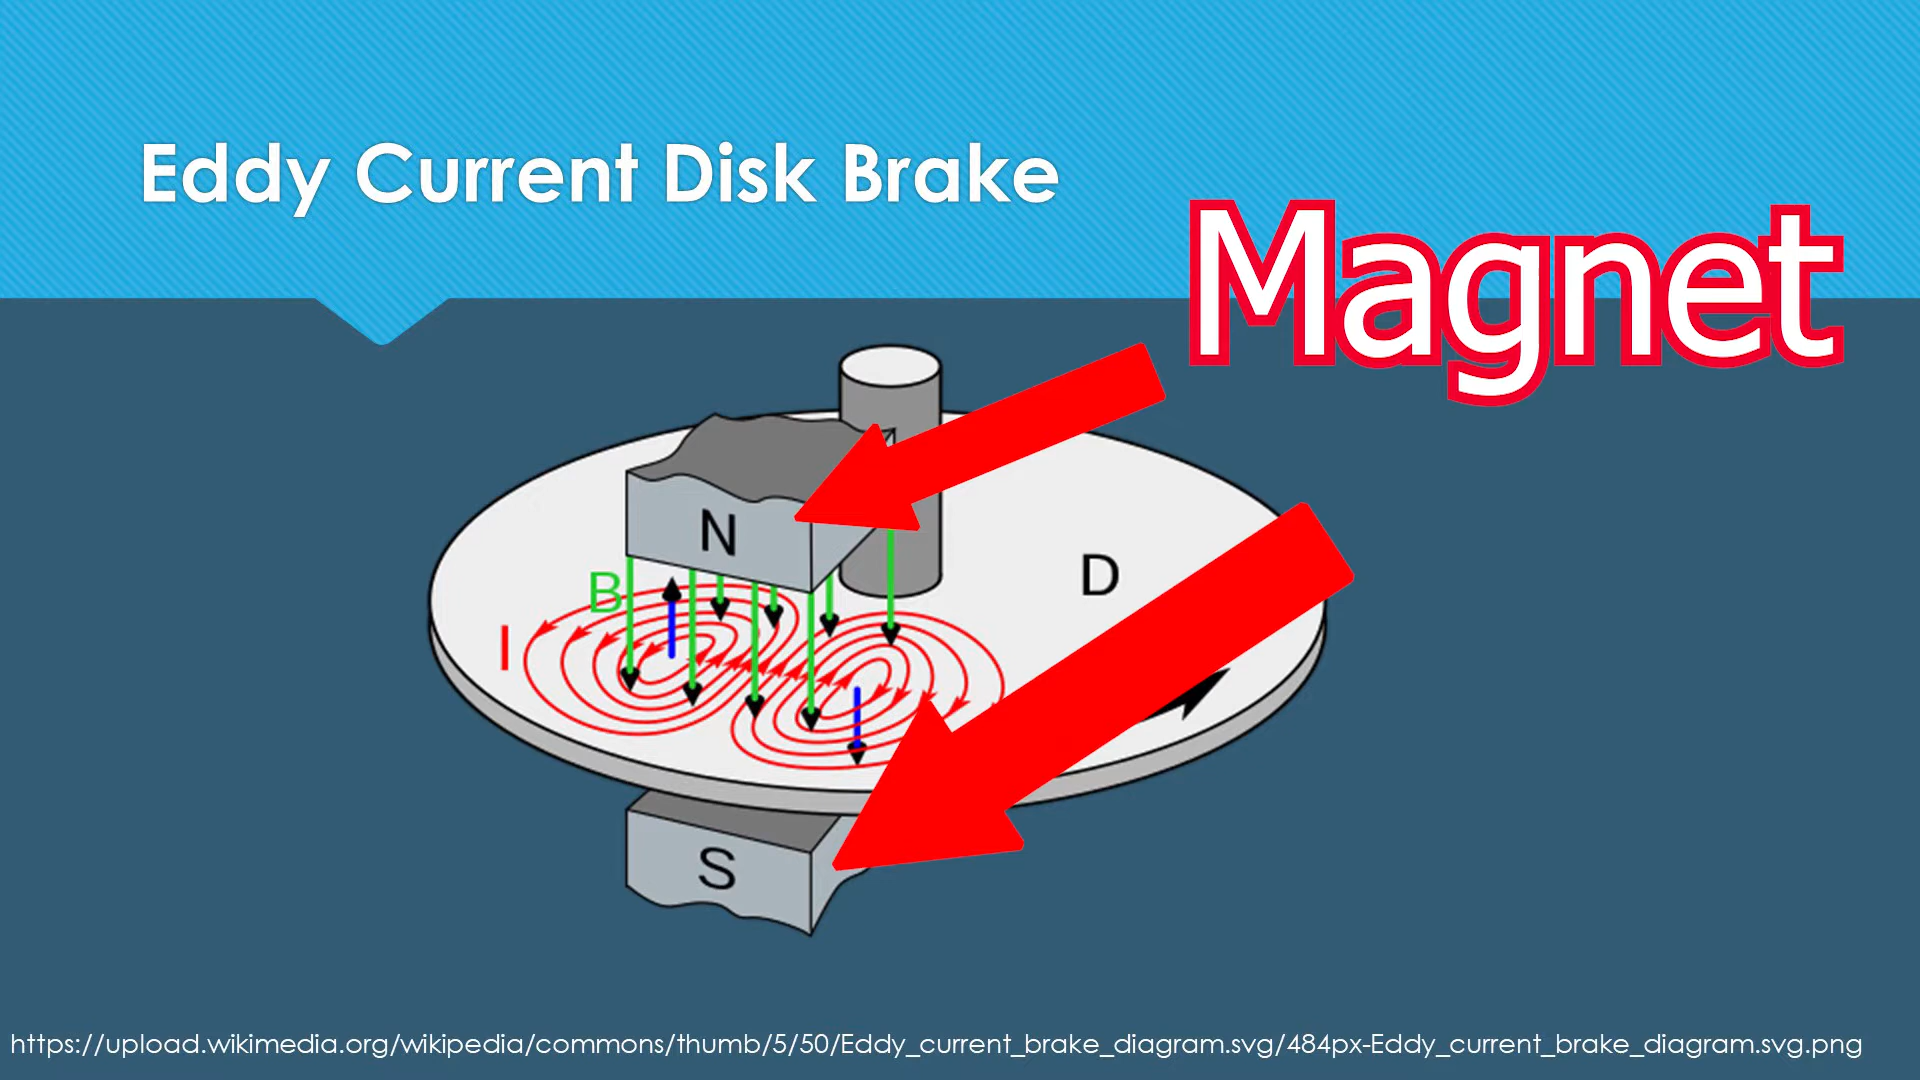 Eddy Current Disk Brake
Magnet
N
D
B
I
S
https://upload.wikimedia.org/wikipedia/commons/thumb/5/50/Eddy_current_brake_diagram.svg/484px-Eddy_current_brake_diagram.svg.png